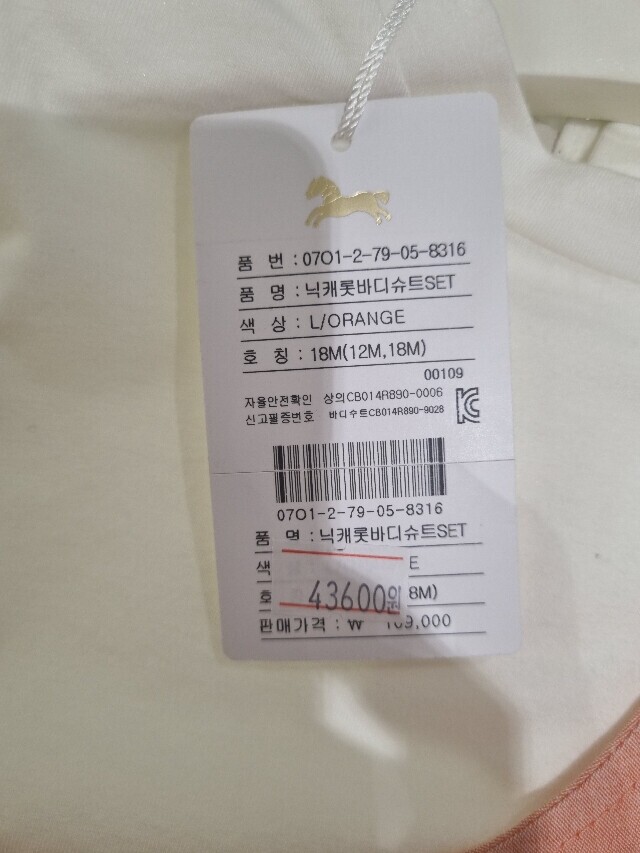 품 번 : 07O1-2-79-05-8316
품 명 : 닉캐롯바디슈트SET
색 상 : L/ORANGE
호 칭 : 18M(12M,18M)
00109
자율안전확인 상의CB014R890-0006
신고필증번호 바디수트CB014R890-9028
07O1-2-79-05-8316
품 명 : 닉캐롯바디슈트SET
색 E
호 43600원 8M)
판매가격 : ₩ 109,000